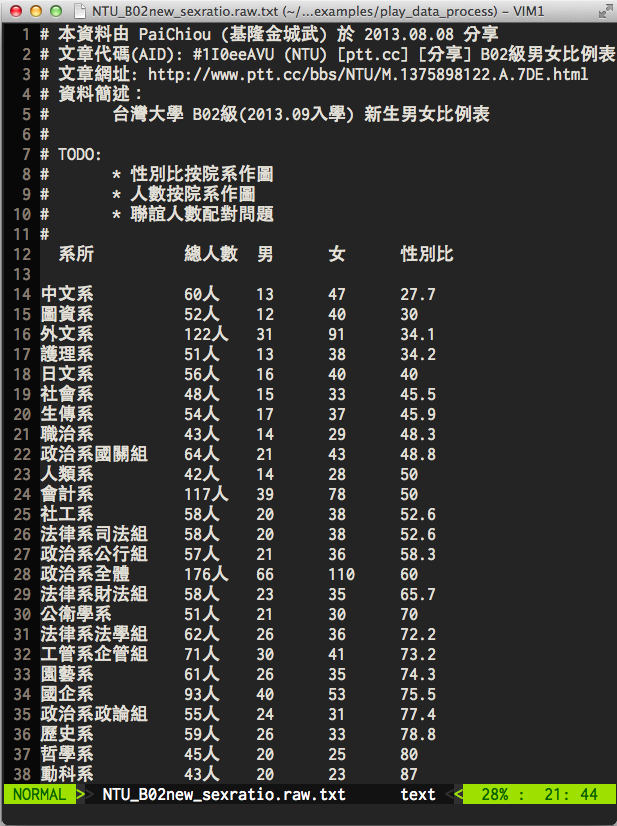 NTU_B02new_sexratio.raw.txt (~/...examples/play_data_process) - VIM1
1 # 本資料由 PaiChiou (基隆金城武) 於 2013.08.08 分享
2 # 文章代碼(AID): #1I0eeAVU (NTU) [ptt.cc] [分享] B02級男女比例表
3 # 文章網址: http://www.ptt.cc/bbs/NTU/M.1375898122.A.7DE.html
4 # 資料簡述：
5 # 台灣大學 B02級(2013.09入學) 新生男女比例表
6 #
7 # TODO:
8 # * 性別比按院系作圖
9 # * 人數按院系作圖
10 # * 聯誼人數配對問題
11 #
12 系所 總人數 男 女 性別比
13
14 中文系 60人 13 47 27.7
15 圖資系 52人 12 40 30
16 外文系 122人 31 91 34.1
17 護理系 51人 13 38 34.2
18 日文系 56人 16 40 40
19 社會系 48人 15 33 45.5
20 生傳系 54人 17 37 45.9
21 職治系 43人 14 29 48.3
22 政治系國關組 64人 21 43 48.8
23 人類系 42人 14 28 50
24 會計系 117人 39 78 50
25 社工系 58人 20 38 52.6
26 法律系司法組 58人 20 38 52.6
27 政治系公行組 57人 21 36 58.3
28 政治系全體 176人 66 110 60
29 法律系財法組 58人 23 35 65.7
30 公衛學系 51人 21 30 70
31 法律系法學組 62人 26 36 72.2
32 工管系企管組 71人 30 41 73.2
33 園藝系 61人 26 35 74.3
34 國企系 93人 40 53 75.5
35 政治系政論組 55人 24 31 77.4
36 歷史系 59人 26 33 78.8
37 哲學系 45人 20 25 80
38 動科系 43人 20 23 87
NORMAL >> NTU_B02new_sexratio.raw.txt text << 28% : 21: 44